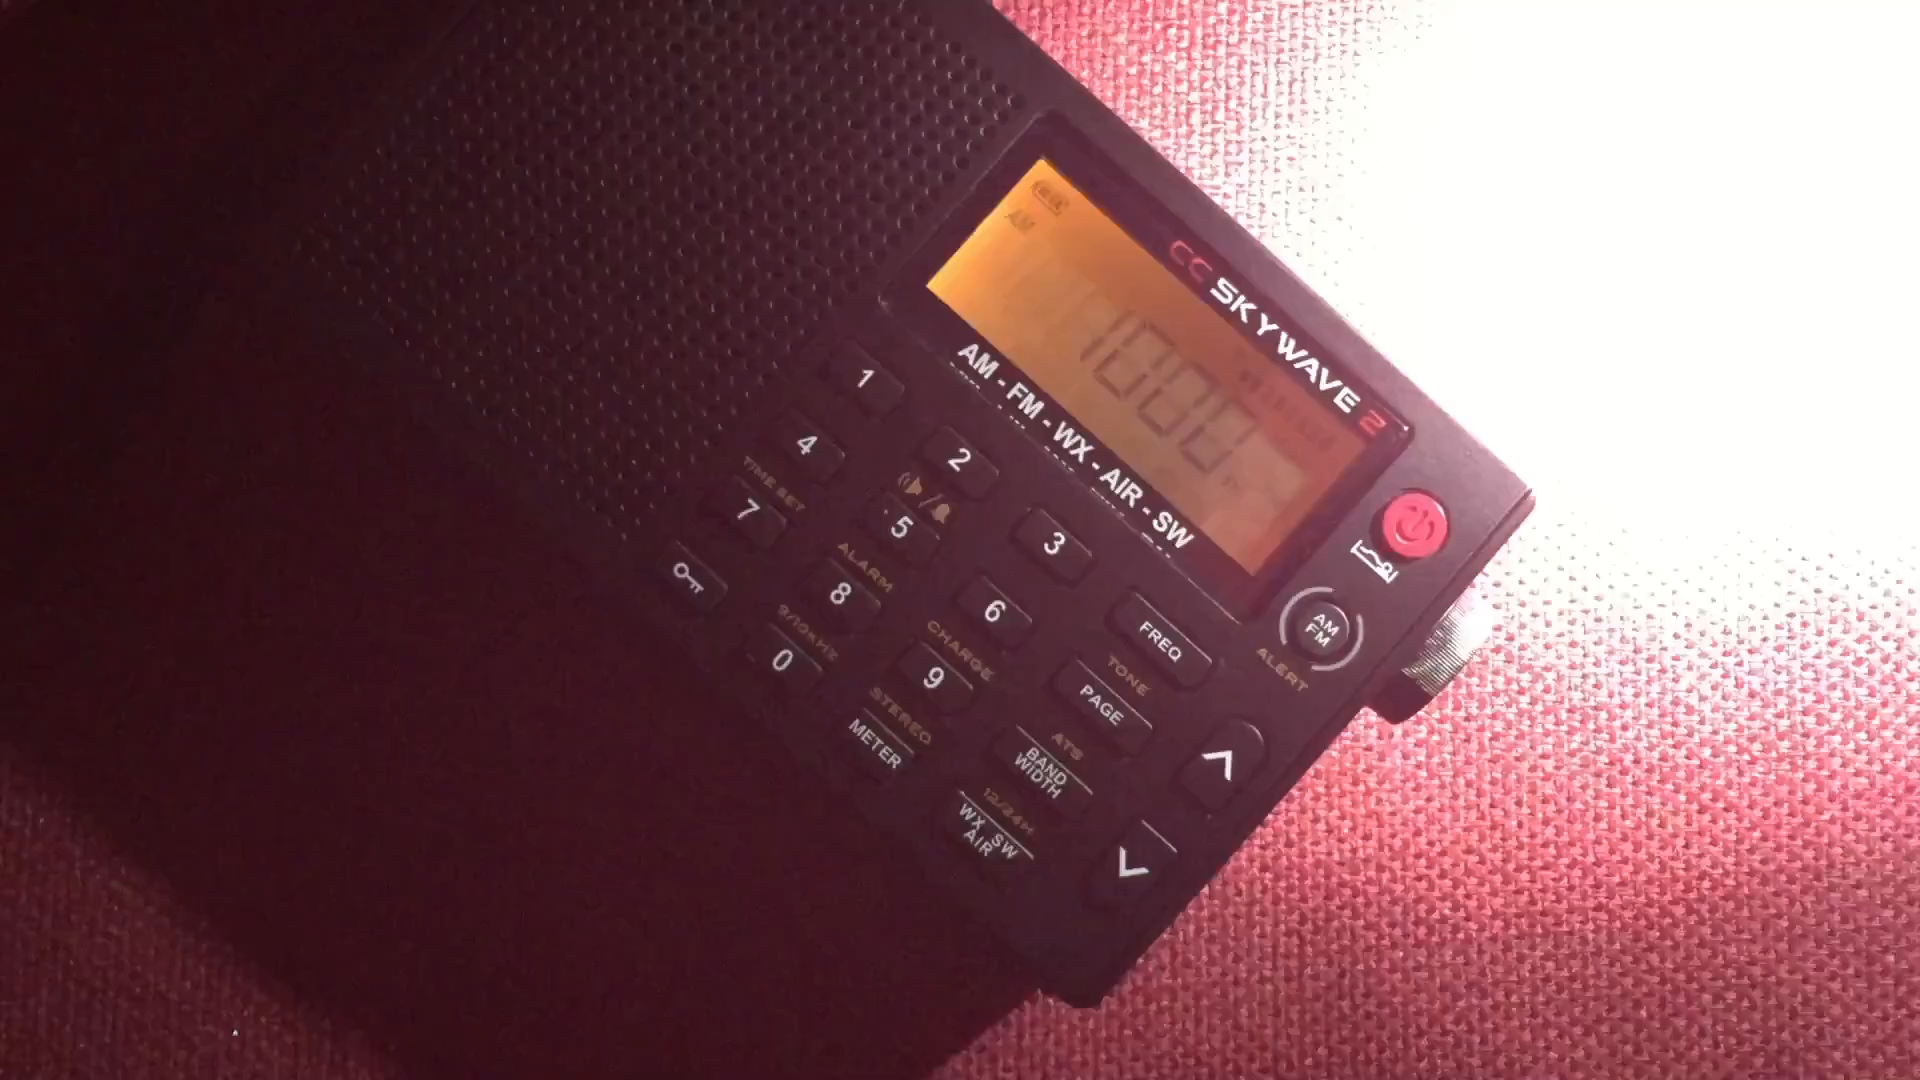 AM
1000
CC SKYWAVE 2
AM - FM - WX - AIR - SW
1
2
3
FREQ
4
5
6
TONE
PAGE
TIME SET
7
ALARM
8
CHARGE
9
ATS
BAND WIDTH
9/10kHz
0
STEREO
METER
12/24H
WX SW AIR
AM FM
ALERT